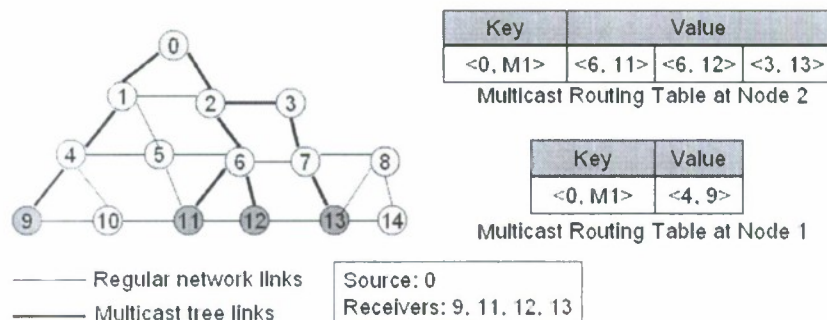 0
1
2
3
4
5
6
7
8
9
10
11
12
13
14
Regular network links
Multicast tree links
Source: 0
Receivers: 9, 11, 12, 13
Key Value
<0, M1> <6, 11> <6, 12> <3, 13>
Multicast Routing Table at Node 2
Key Value
<0, M1> <4, 9>
Multicast Routing Table at Node 1